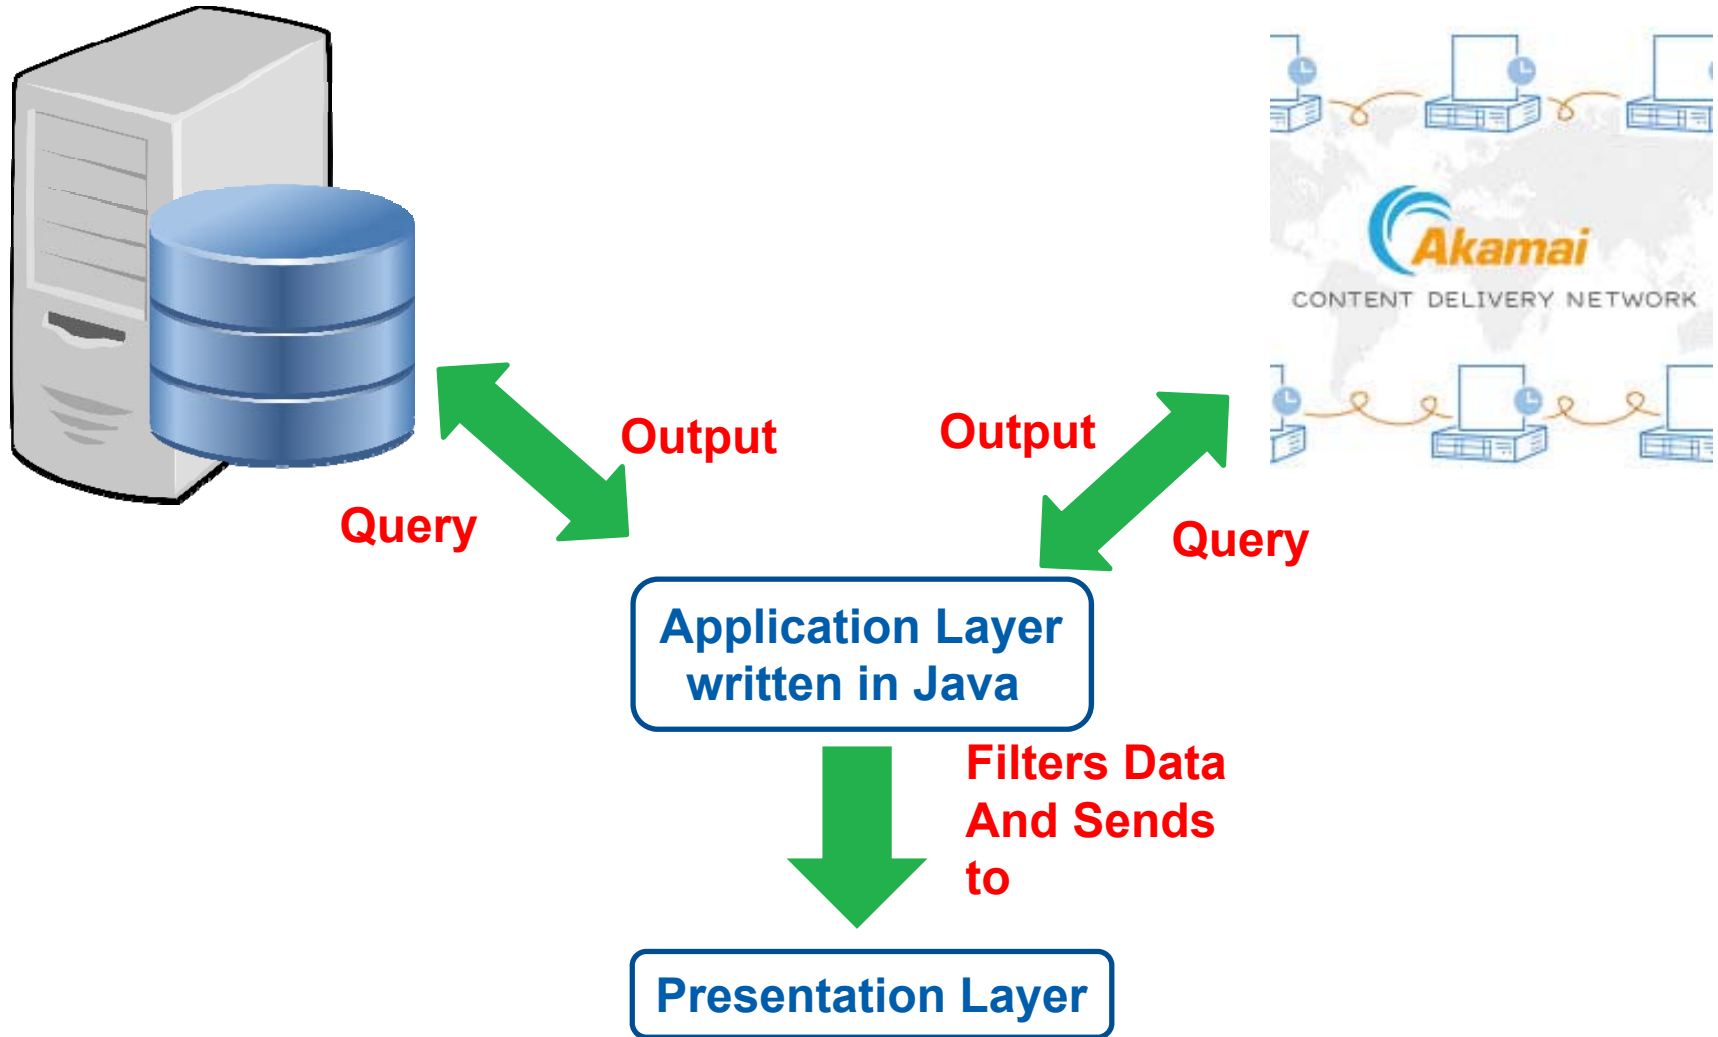 Akamai
CONTENT DELIVERY NETWORK
Output
Output
Query
Query
Application Layer
written in Java
Filters Data
And Sends
to
Presentation Layer